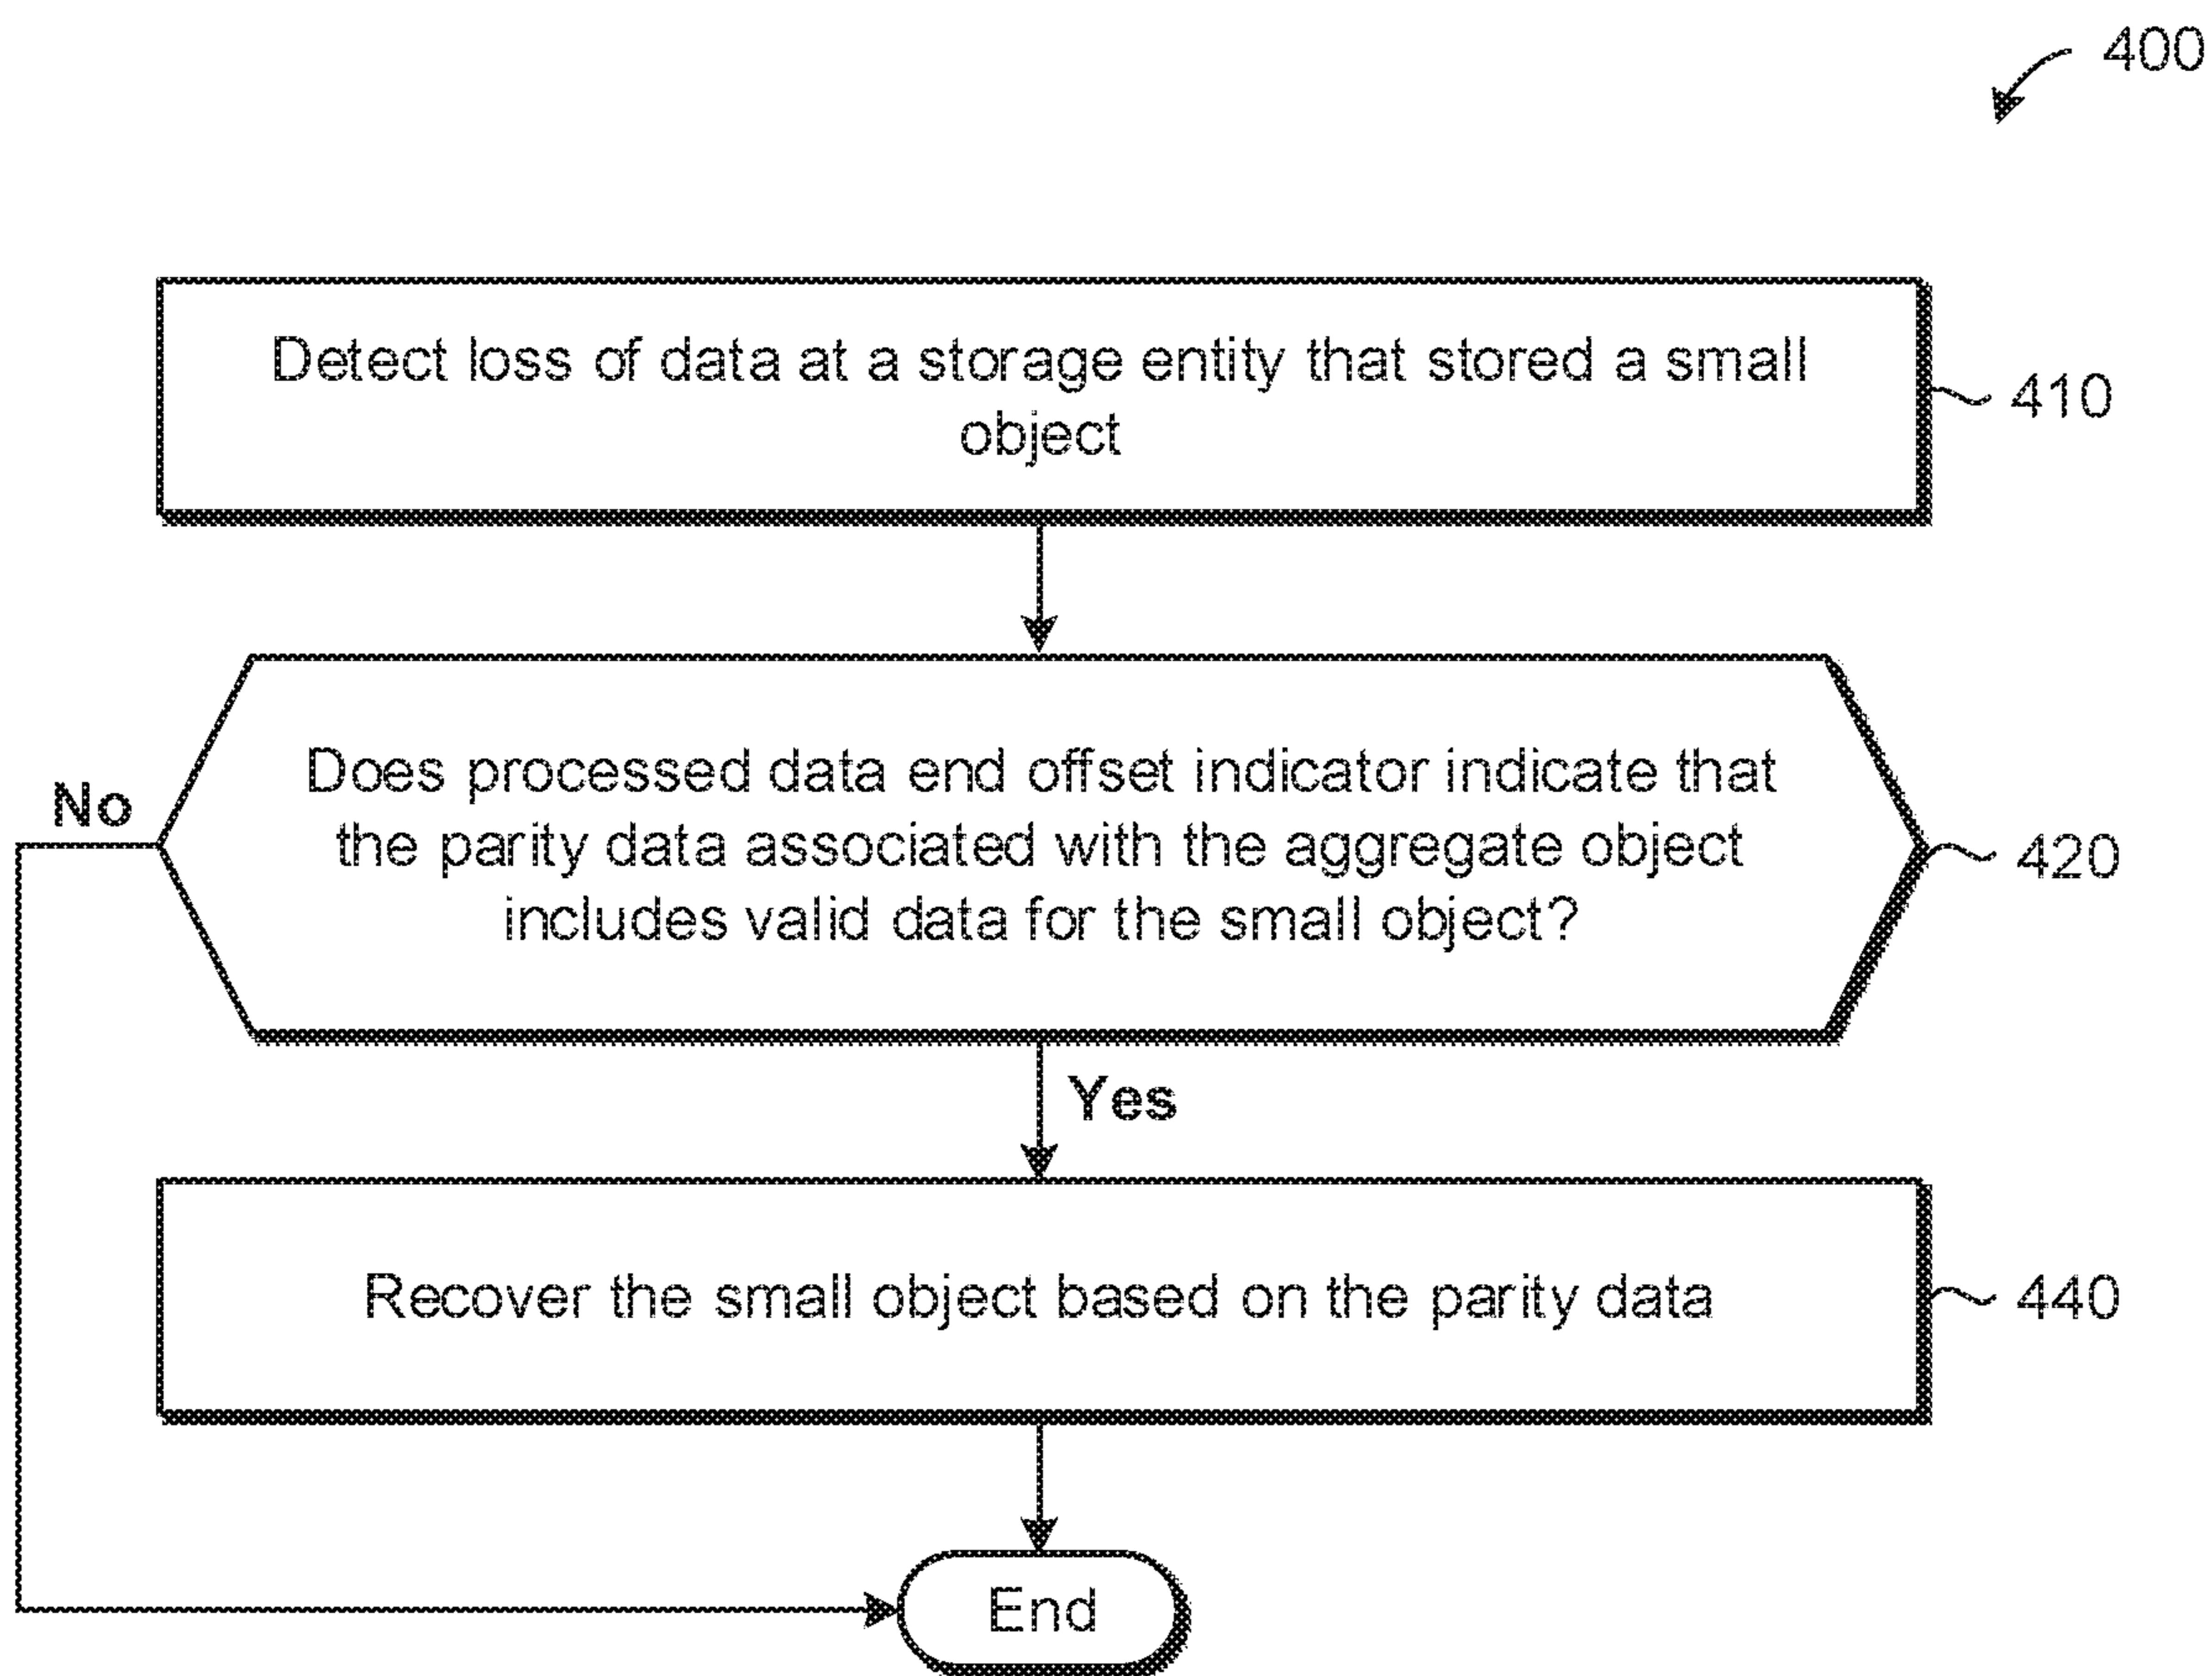 400
Detect loss of data at a storage entity that stored a small
object
410
Does processed data end offset indicator indicate that
the parity data associated with the aggregate object
includes valid data for the small object?
No
420
Yes
Recover the small object based on the parity data
440
End